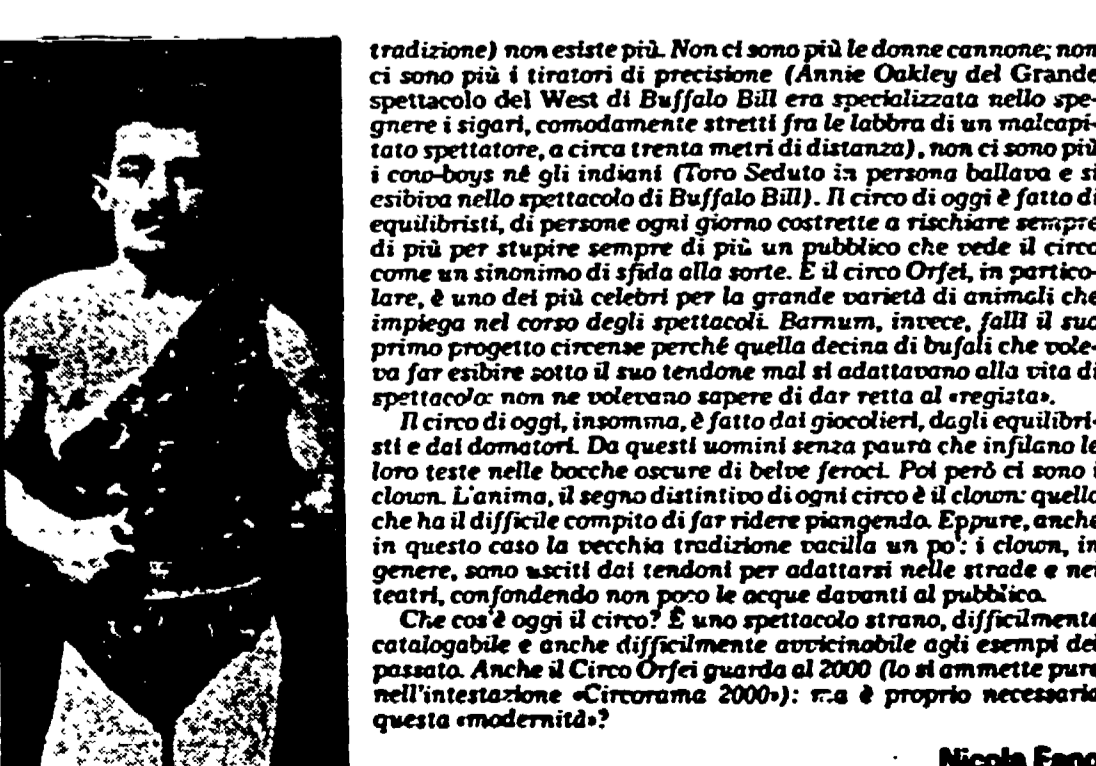 tradizione) non esiste più. Non ci sono più le donne cannone; non
ci sono più i tiratori di precisione (Annie Oakley del Grande
spettacolo del West di Buffalo Bill era specializzata nello spe-
gnere i sigari, comodamente stretti fra le labbra di un malcapi-
tato spettatore, a circa trenta metri di distanza), non ci sono più
i cow-boys né gli indiani (Toro Seduto in persona ballava e si
esibiva nello spettacolo di Buffalo Bill). Il circo di oggi è fatto di
equilibristi, di persone ogni giorno costrette a rischiare sempre
di più per stupire sempre di più un pubblico che vede il circo
come un sinonimo di sfida alla sorte. E il circo Orfei, in partico-
lare, è uno dei più celebri per la grande varietà di animali che
impiega nel corso degli spettacoli. Barnum, invece, fallì il suo
primo progetto circense perché quella decina di bufali che vole-
va far esibire sotto il suo tendone mal si adattavano alla vita di
spettacolo: non ne volevano sapere di dar retta al «regista».
Il circo di oggi, insomma, è fatto dai giocolieri, dagli equilibri-
sti e dai domatori. Da questi uomini senza paura che infilano le
loro teste nelle bocche oscure di belve feroci. Poi però ci sono i
clown. L'anima, il segno distintivo di ogni circo è il clown: quello
che ha il difficile compito di far ridere piangendo. Eppure, anche
in questo caso la vecchia tradizione vacilla un po': i clown, in
genere, sono usciti dai tendoni per adattarsi nelle strade e nei
teatri, confondendo non poco le acque davanti al pubblico.
Che cos'è oggi il circo? È uno spettacolo strano, difficilmente
catalogabile e anche difficilmente avvicinabile agli esempi del
passato. Anche il Circo Orfei guarda al 2000 (lo si ammette pure
nell'intestazione «Circorama 2000»): ma è proprio necessaria
questa «modernità»?
Nicola Fano